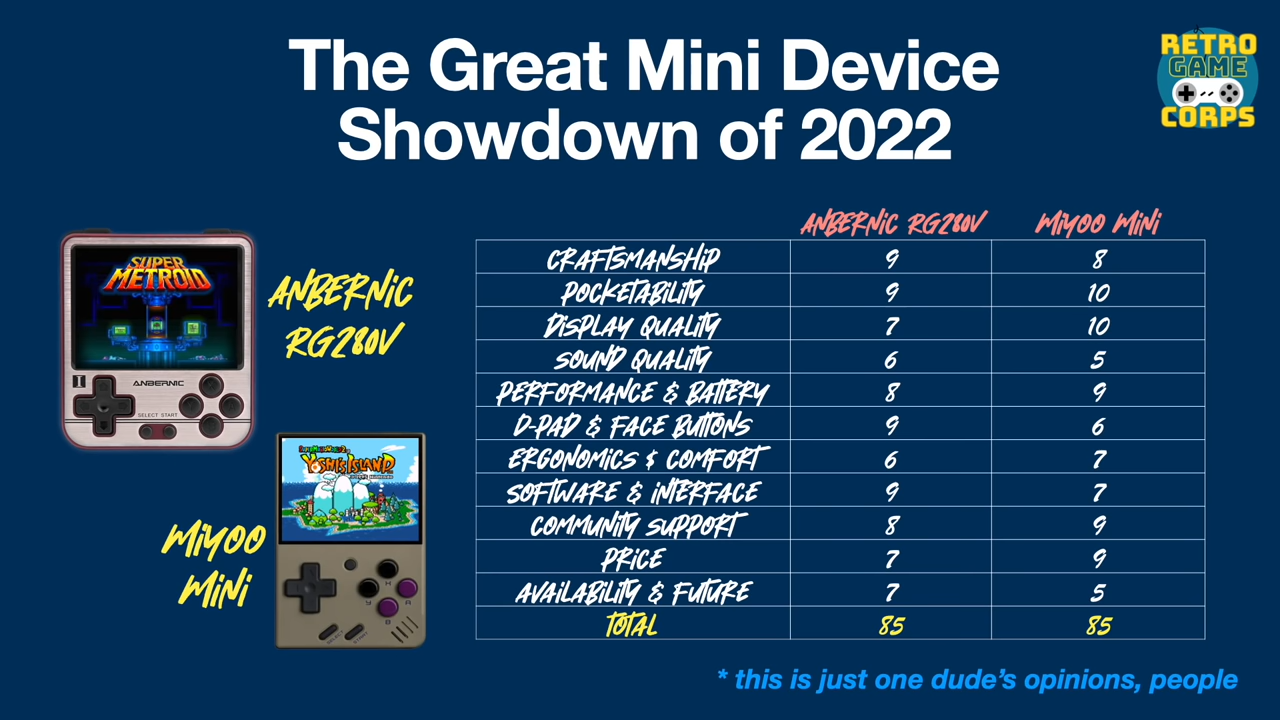 The Great Mini Device
Showdown of 2022
RETRO
GAME
CORPS
ANBERNIC RG280V MIYOO MINI
CRAFTSMANSHIP 9 8
POCKETABILITY 9 10
DISPLAY QUALITY 7 10
SOUND QUALITY 6 5
PERFORMANCE & BATTERY 8 9
D-PAD & FACE BUTTONS 9 6
ERGONOMICS & COMFORT 6 7
SOFTWARE & INTERFACE 9 7
COMMUNITY SUPPORT 8 9
PRICE 7 9
AVAILABILITY & FUTURE 7 5
TOTAL 85 85
SUPER
METROID
ANBERNIC
SELECT START
ANBERNIC
RG280V
YOSHI'S ISLAND
Y
A
B
MIYOO
MINI
* this is just one dude's opinions, people